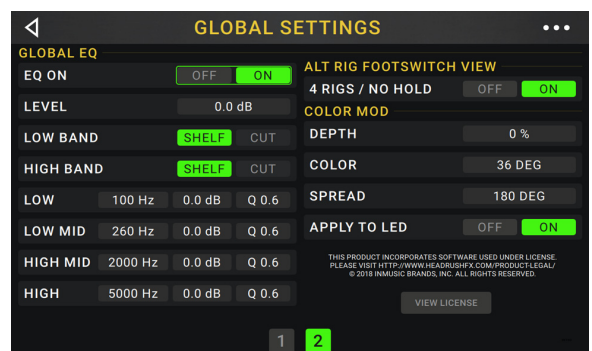 GLOBAL SETTINGS
GLOBAL EQ
EQ ON OFF ON
LEVEL 0.0 dB
LOW BAND SHELF CUT
HIGH BAND SHELF CUT
LOW 100 Hz 0.0 dB Q 0.6
LOW MID 260 Hz 0.0 dB Q 0.6
HIGH MID 2000 Hz 0.0 dB Q 0.6
HIGH 5000 Hz 0.0 dB Q 0.6
ALT RIG FOOTSWITCH VIEW
4 RIGS / NO HOLD OFF ON
COLOR MOD
DEPTH 0 %
COLOR 36 DEG
SPREAD 180 DEG
APPLY TO LED OFF ON
THIS PRODUCT INCORPORATES SOFTWARE USED UNDER LICENSE.
PLEASE VISIT HTTP://WWW.HEADRUSHFX.COM/PRODUCT-LEGAL/
© 2018 INMUSIC BRANDS, INC. ALL RIGHTS RESERVED.
VIEW LICENSE
1 2